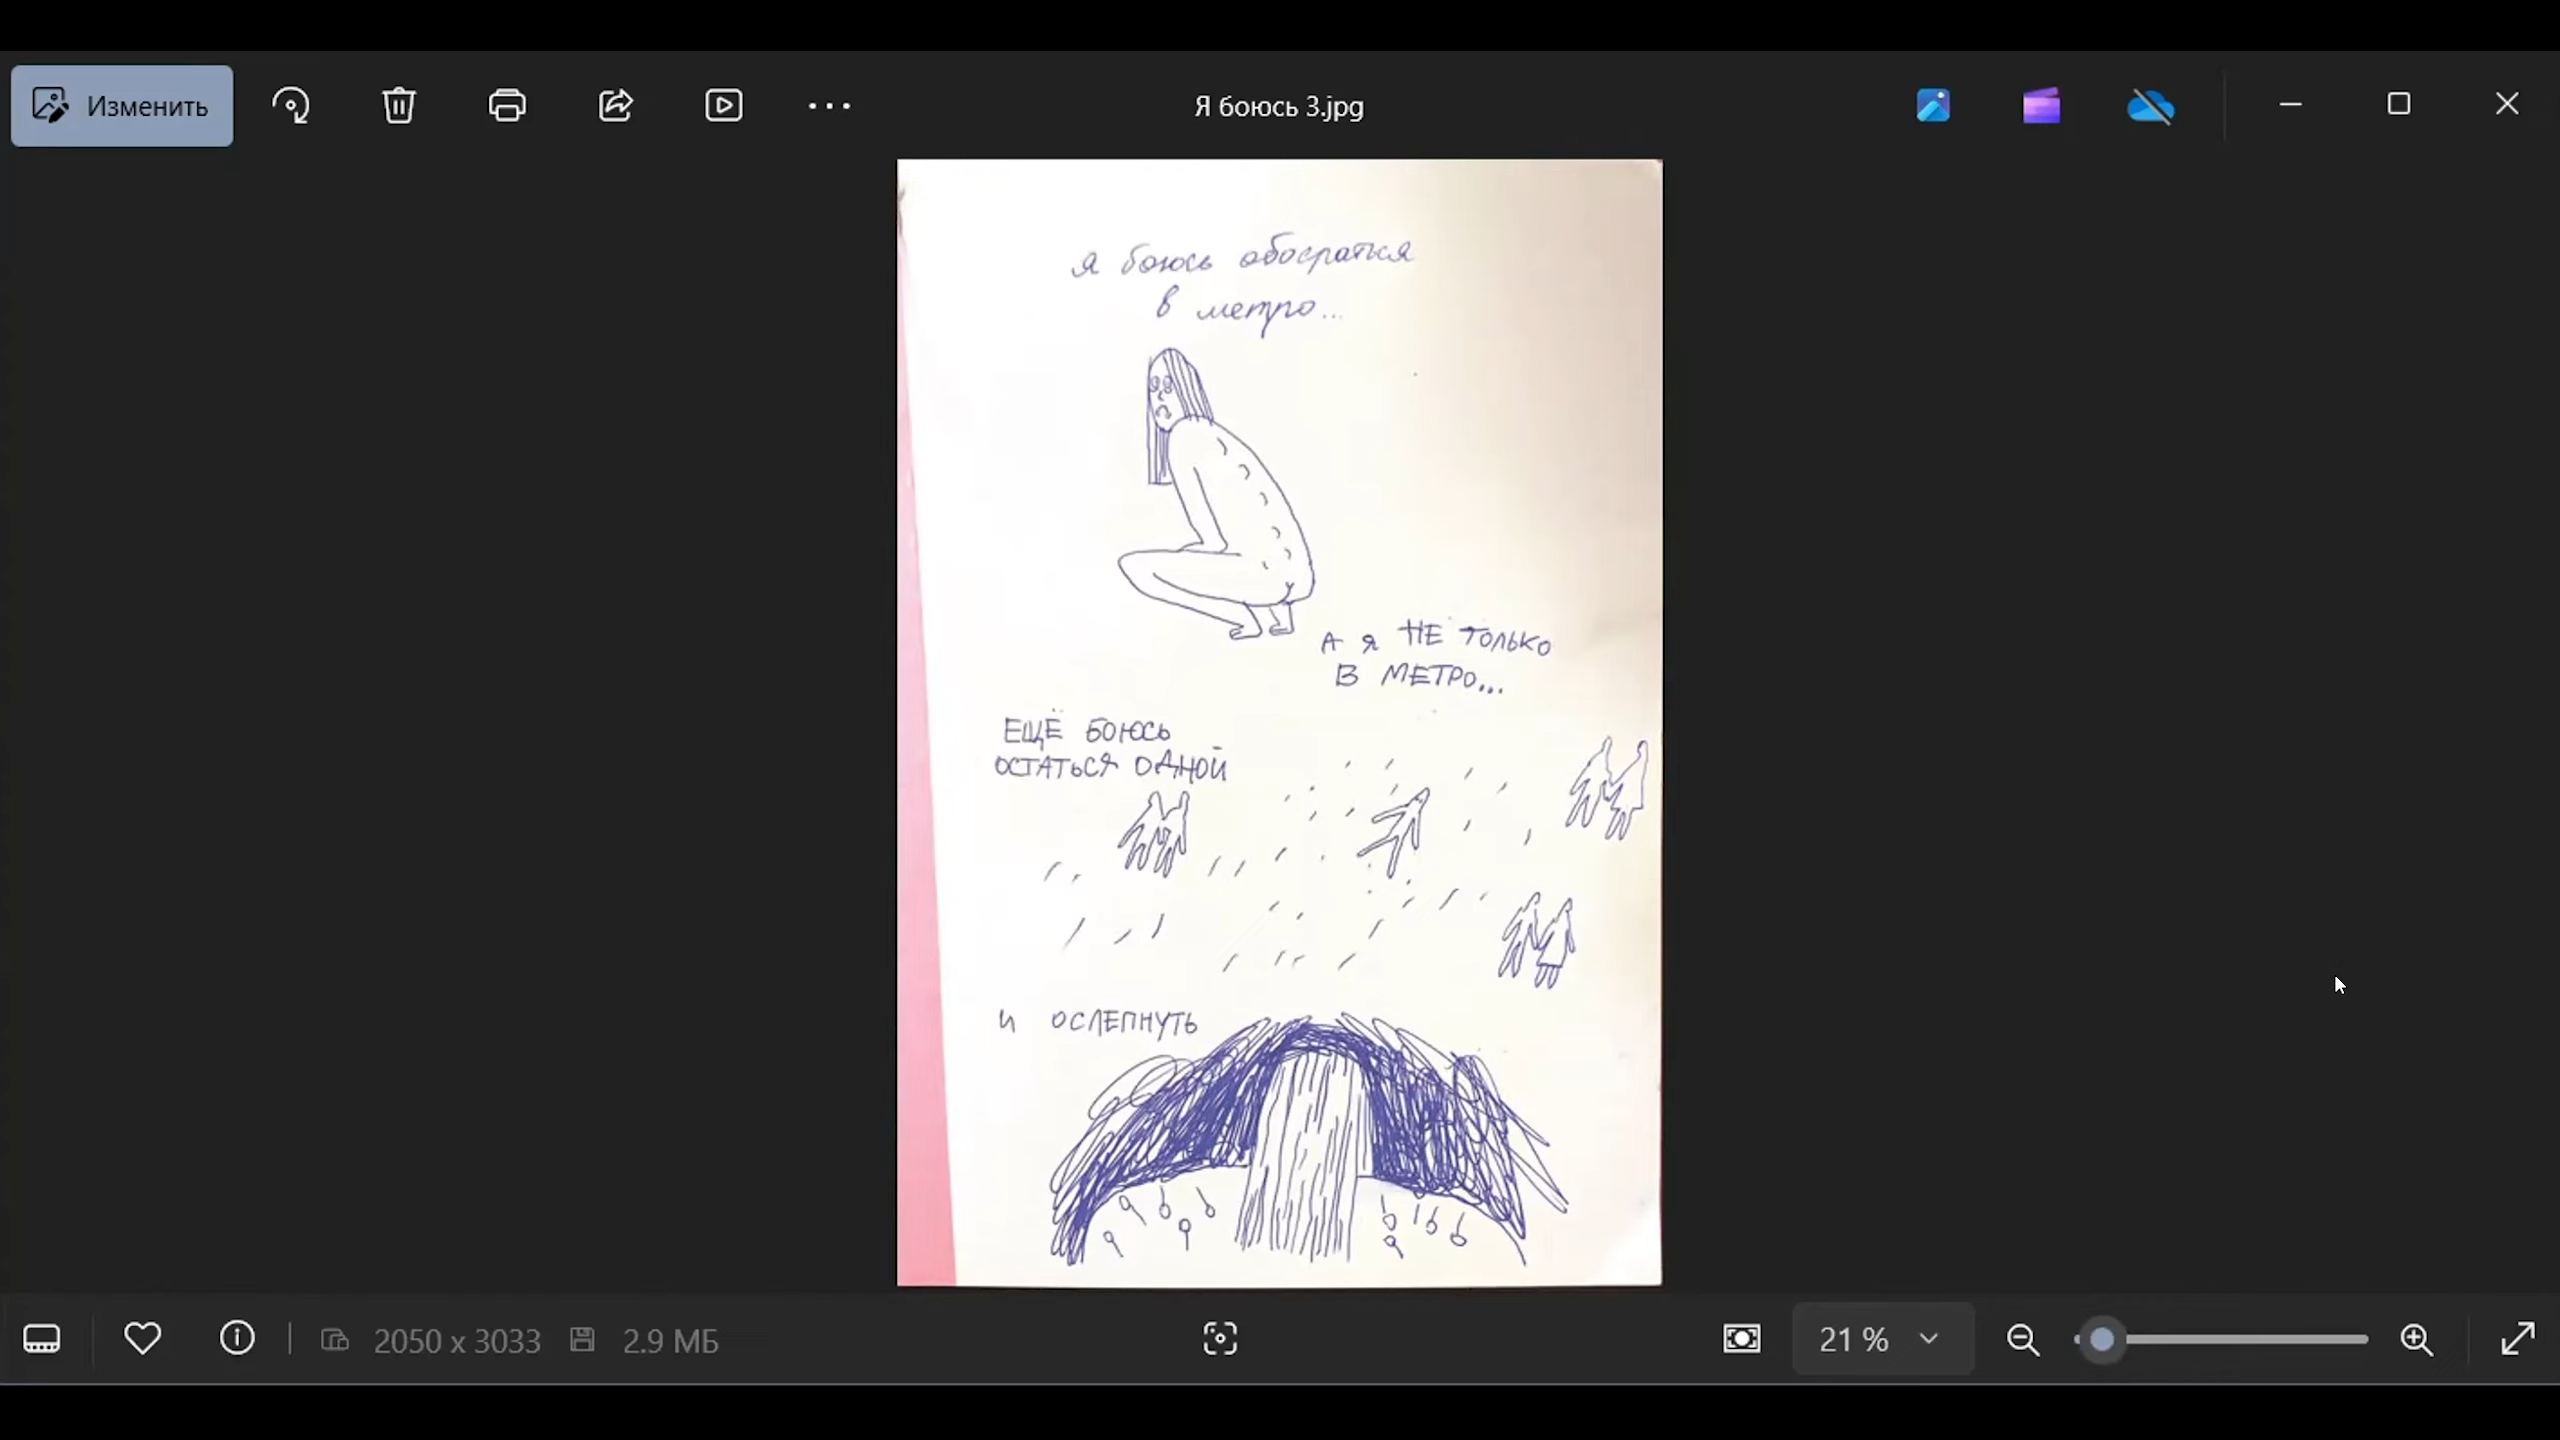 Изменить
Я боюсь 3.jpg
я боюсь обосраться
в метро...
А я НЕ ТОЛЬКО
В МЕТРО...
ЕЩЁ БОЮСЬ
ОСТАТЬСЯ ОДНОЙ
и ОСЛЕПНУТЬ
2050 x 3033
2.9 МБ
21 %